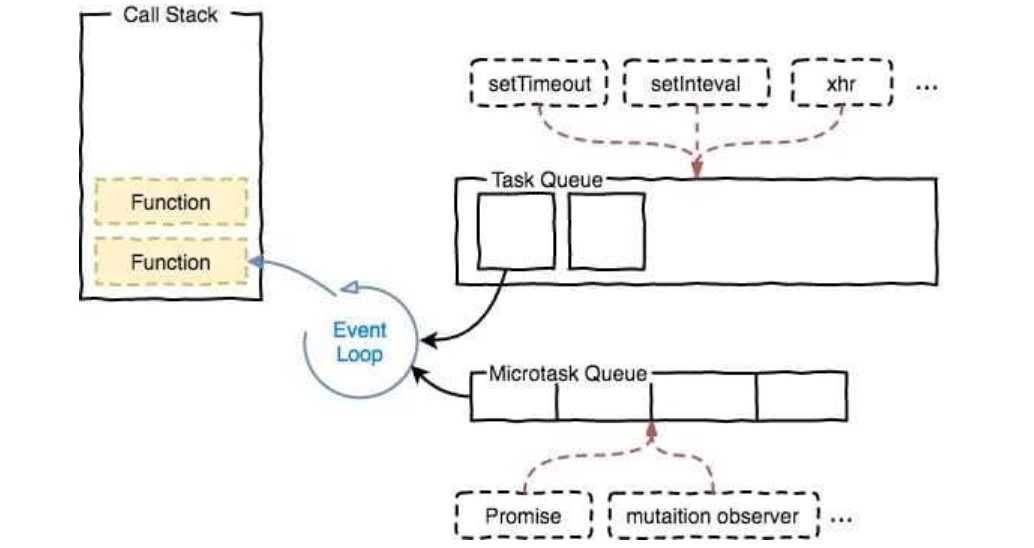 Call Stack
setTimeout
setInteval
xhr
...
Task Queue
Function
Function
Event
Loop
Microtask Queue
Promise
mutaition observer
...